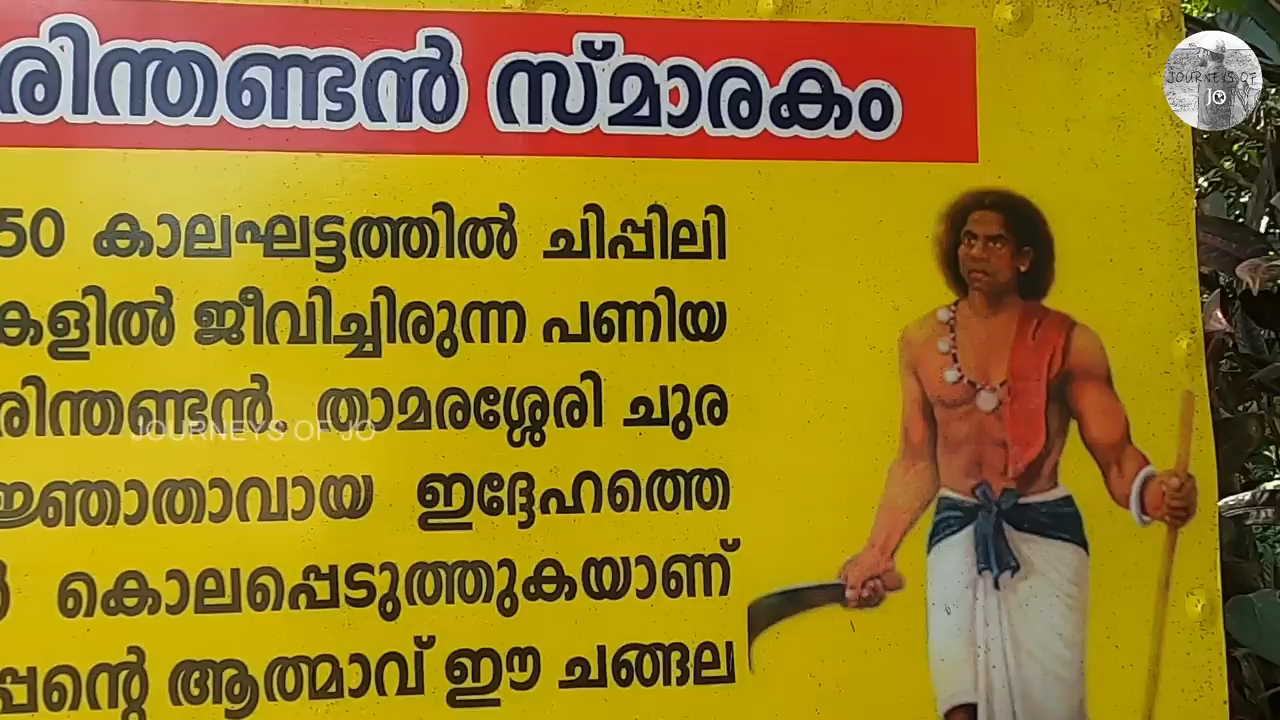 രിന്തണ്ടൻ സ്മാരകം
50 കാലഘട്ടത്തിൽ ചിപ്പിലി
കളിൽ ജീവിച്ചിരുന്ന പണിയ
രിന്തണ്ടൻ. താമരശ്ശേരി ചുര
ജ്ഞാതാവായ ഇദ്ദേഹത്തെ
കൊലപ്പെടുത്തുകയാണ്
പ്പന്റെ ആത്മാവ് ഈ ചങ്ങല
JOURNEYS OF JO
JOURNEYS OF
JO